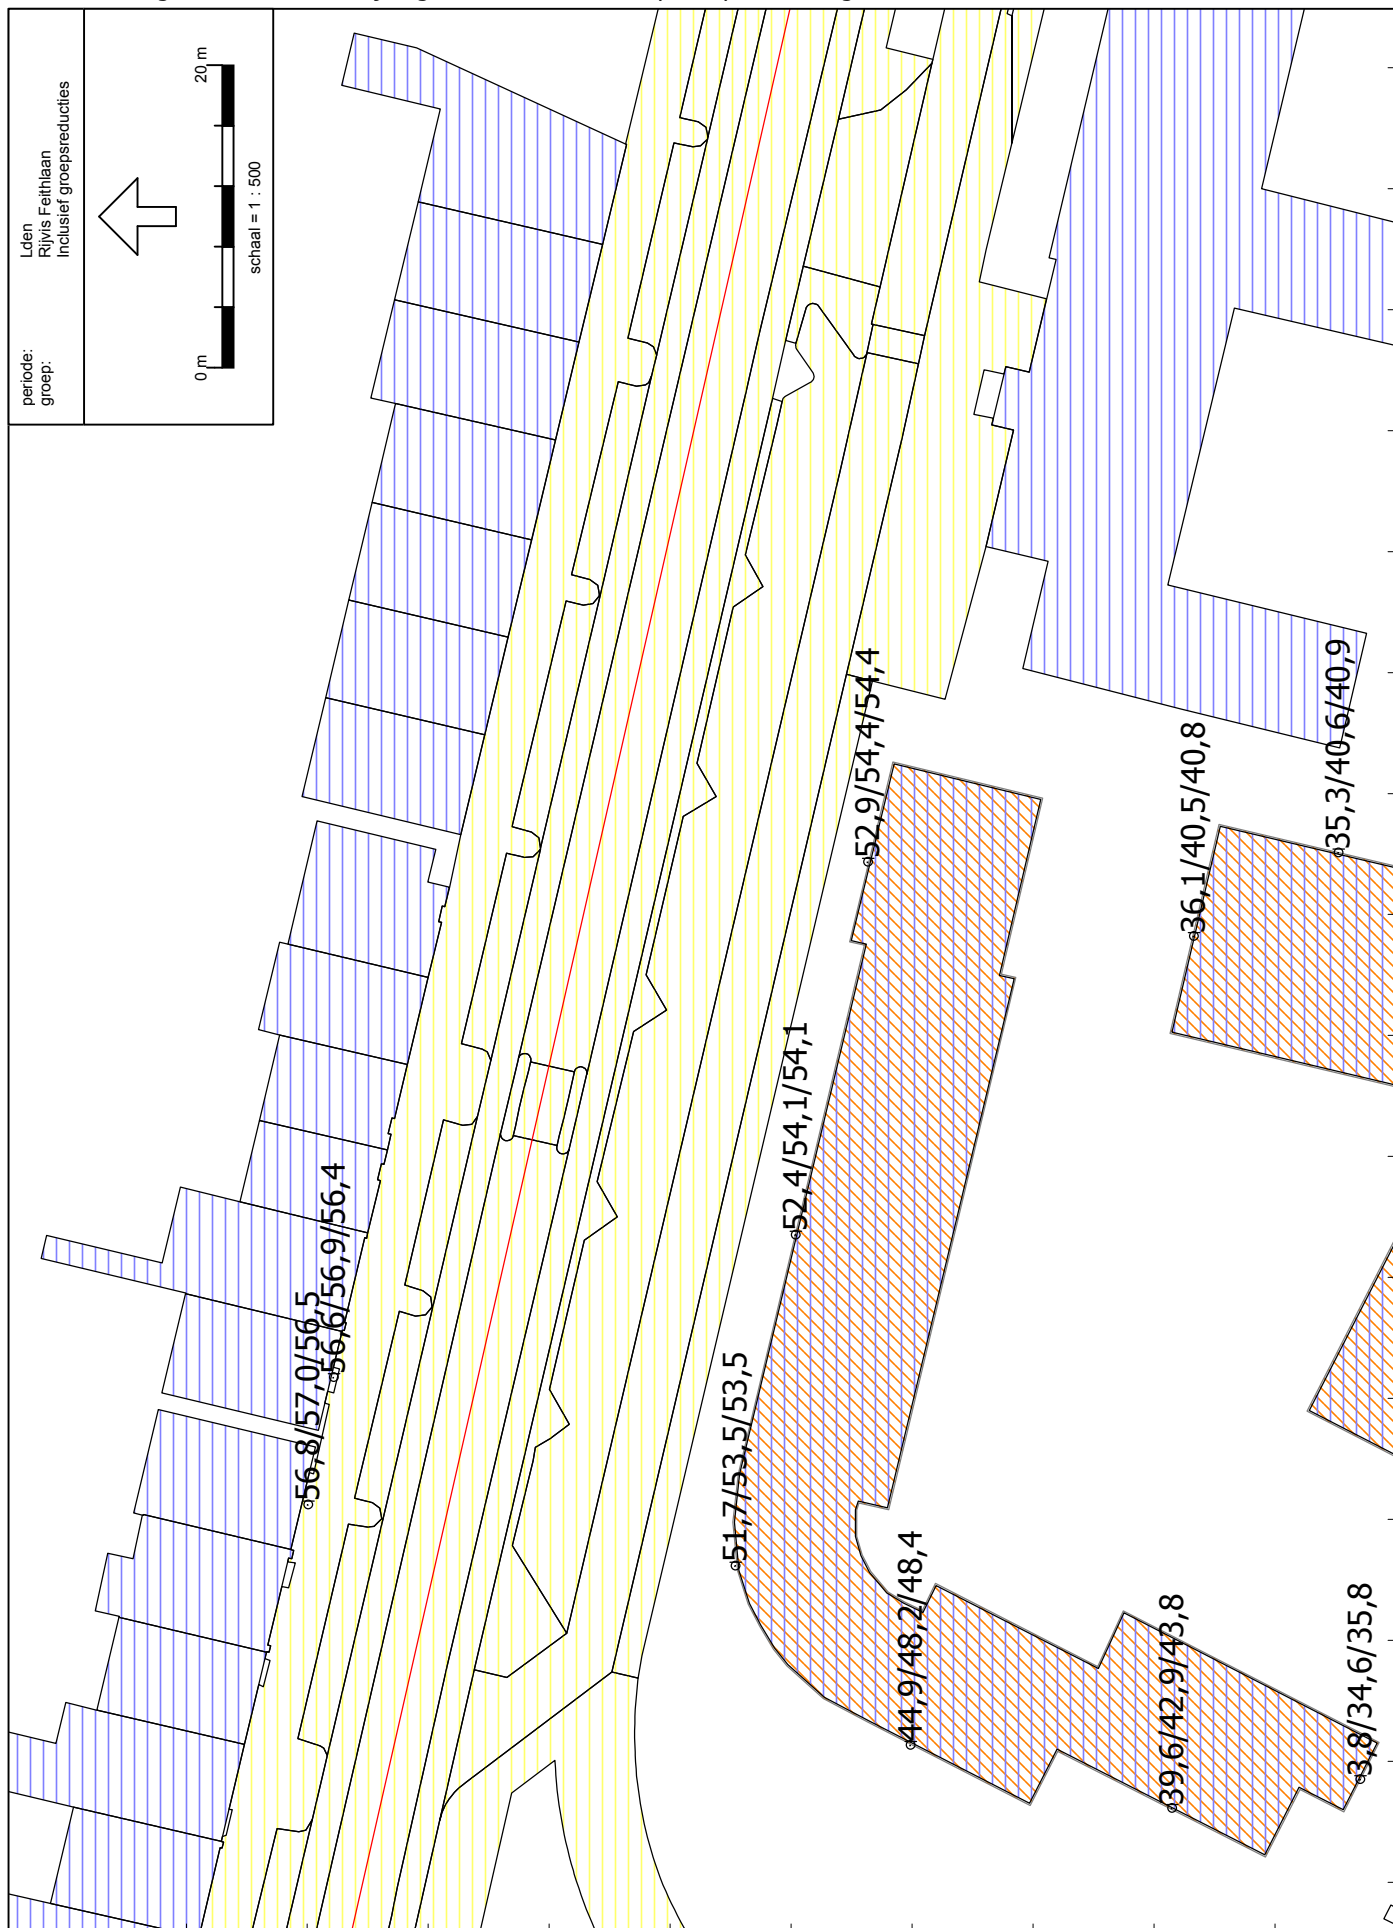 periode: Lden
groep: Rijvis Feithlaan
Inclusief groepsreducties
0 m 20 m
schaal = 1 : 500
56,8/57,0/56,5
56,6/56,9/56,4
51,7/53,5/53,5
52,4/54,1/54,1
52,9/54,4/54,4
44,9/48,2/48,4
39,6/42,9/43,8
3,8/34,6/35,8
36,1/40,5/40,8
35,3/40,6/40,9